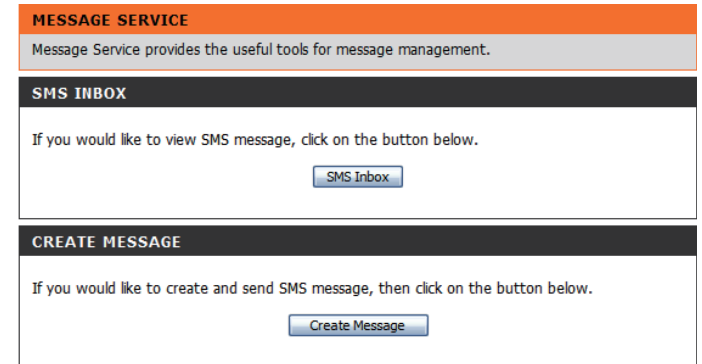 MESSAGE SERVICE
Message Service provides the useful tools for message management.
SMS INBOX
If you would like to view SMS message, click on the button below.
SMS Inbox
CREATE MESSAGE
If you would like to create and send SMS message, then click on the button below.
Create Message